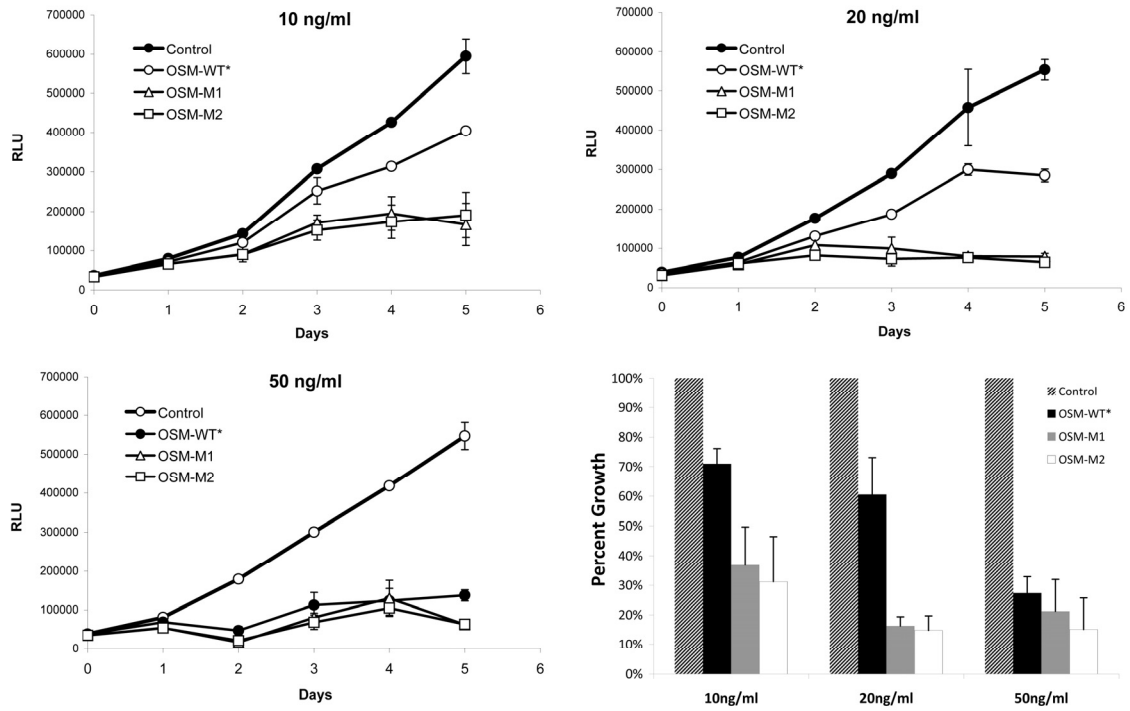 10 ng/ml
700000
600000
500000
400000
300000
200000
100000
0
RLU
Control
OSM-WT*
OSM-M1
OSM-M2
0 1 2 3 4 5 6
Days
20 ng/ml
700000
600000
500000
400000
300000
200000
100000
0
RLU
Control
OSM-WT*
OSM-M1
OSM-M2
0 1 2 3 4 5 6
Days
50 ng/ml
700000
600000
500000
400000
300000
200000
100000
0
RLU
Control
OSM-WT*
OSM-M1
OSM-M2
0 1 2 3 4 5 6
Days
100%
90%
80%
70%
60%
50%
40%
30%
20%
10%
Percent Growth
Control
OSM-WT*
OSM-M1
OSM-M2
10ng/ml 20ng/ml 50ng/ml